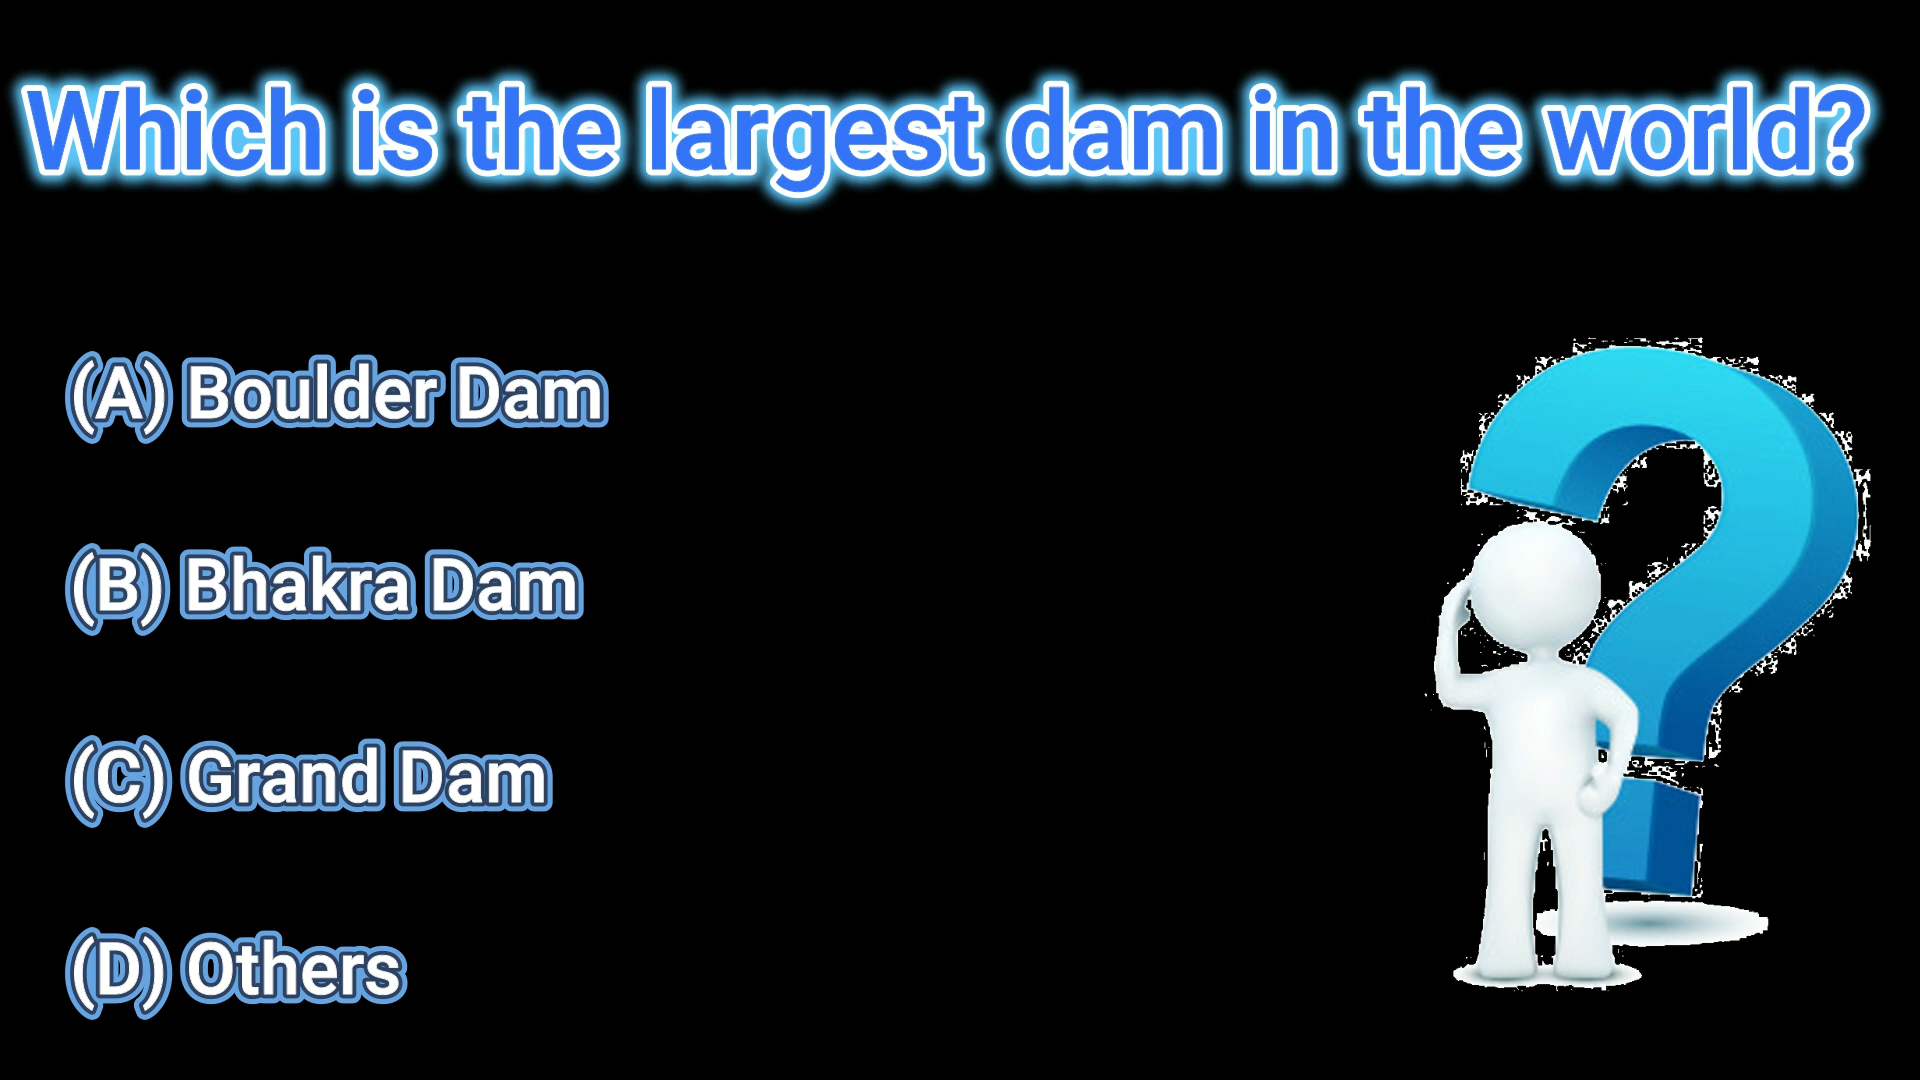 Which is the largest dam in the world?
(A) Boulder Dam
(B) Bhakra Dam
(C) Grand Dam
(D) Others